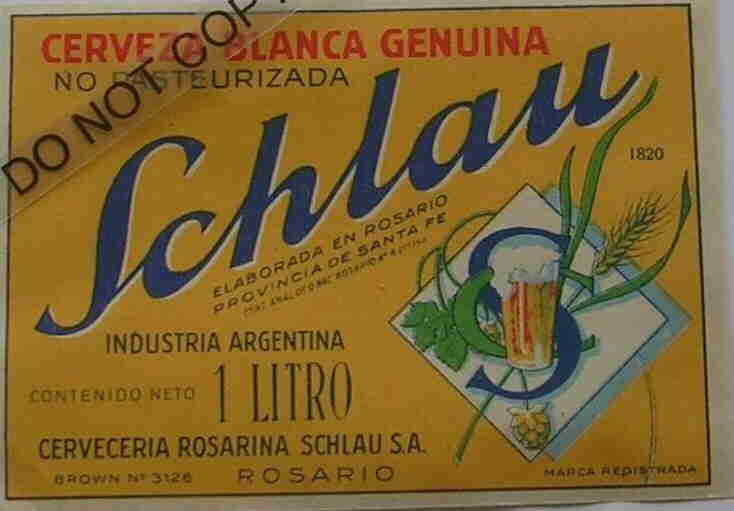 DO NOT COPY
CERVEZA BLANCA GENUINA
NO PASTEURIZADA
Schlau
1820
ELABORADA EN ROSARIO
PROVINCIA DE SANTA FE
INDUSTRIA ARGENTINA
CONTENIDO NETO 1 LITRO
CERVECERIA ROSARINA SCHLAU S.A.
BROWN Nº 3126 ROSARIO
MARCA REGISTRADA